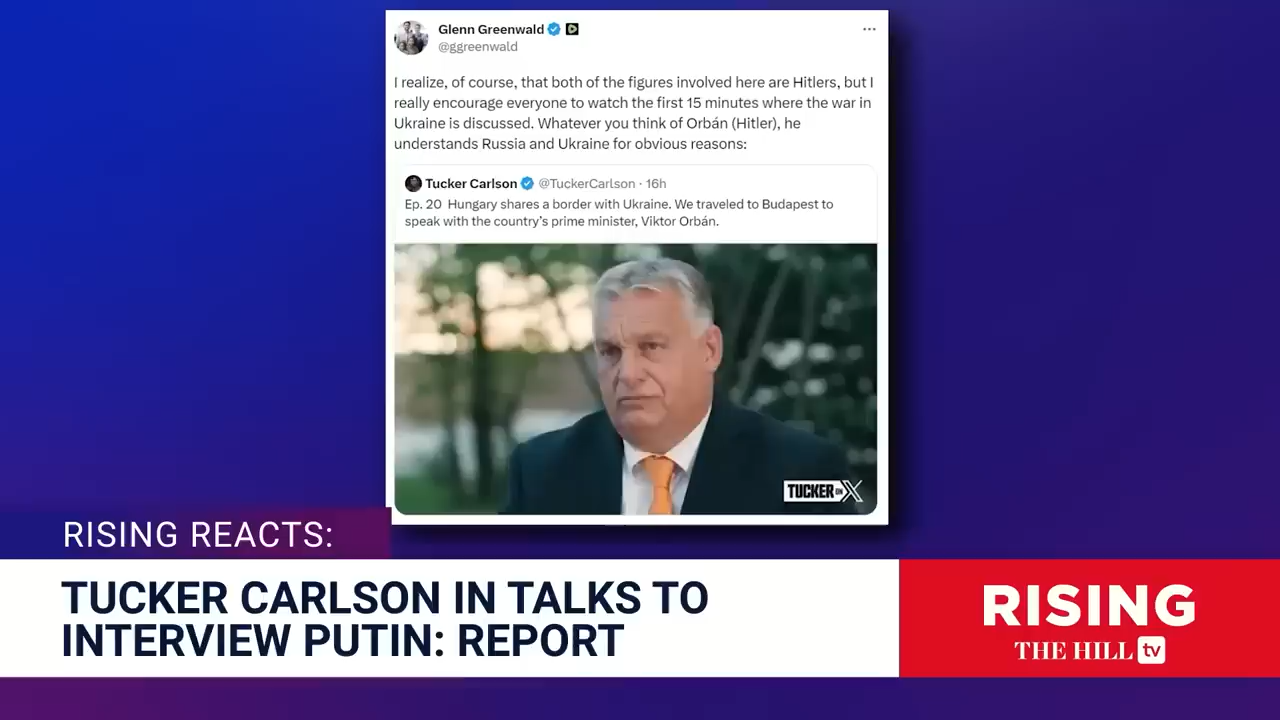 Glenn Greenwald
@ggreenwald
I realize, of course, that both of the figures involved here are Hitlers, but I
really encourage everyone to watch the first 15 minutes where the war in
Ukraine is discussed. Whatever you think of Orbán (Hitler), he
understands Russia and Ukraine for obvious reasons:
Tucker Carlson @TuckerCarlson · 16h
Ep. 20 Hungary shares a border with Ukraine. We traveled to Budapest to
speak with the country's prime minister, Viktor Orbán.
TUCKER ON X
RISING REACTS:
TUCKER CARLSON IN TALKS TO
INTERVIEW PUTIN: REPORT
RISING
THE HILL tv